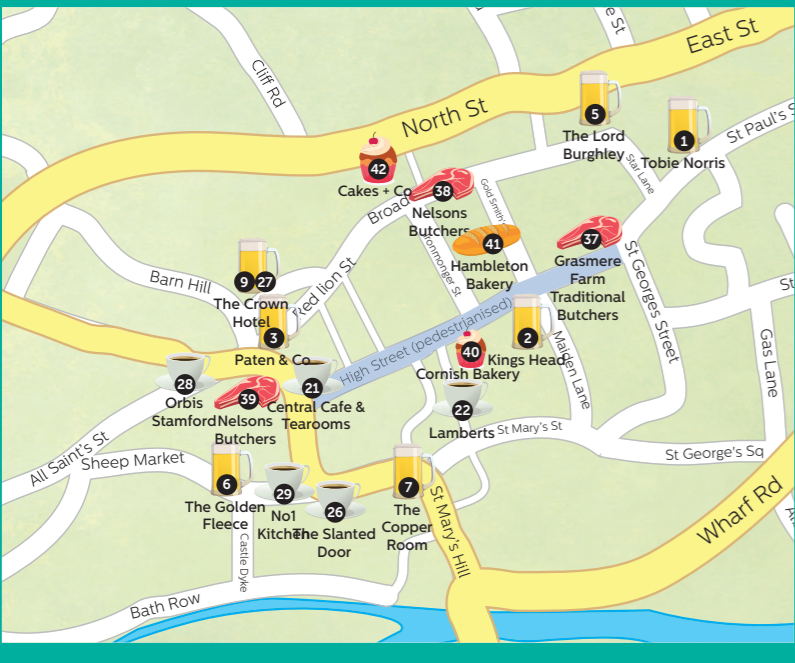 East St
Cliff Rd
North St
5
The Lord
Burghley
1
Tobie Norris
St Paul's S
Star Lane
42
Cakes + Co
38
Nelsons
Butchers
Broad
Gold Smith's
41
Hambleton
Bakery
37
Grasmere
Farm
Traditional
Butchers
ronmonger St
St Georges Street
Barn Hill
9 27
The Crown
Hotel
Red lion St
3
Paten & Co
High Street (pedestrianised)
2
Kings Head
Maiden Lane
40
Cornish Bakery
Gas Lane
St
28
Orbis
Stamford
39
Nelsons
Butchers
21
Central Cafe &
Tearooms
22
Lamberts
St Mary's St
St George's Sq
All Saint's St
Sheep Market
6
The Golden
Fleece
29
No1
Kitchen
26
The Slanted
Door
7
The
Copper
Room
St Mary's Hill
Wharf Rd
Castle Dyke
Bath Row